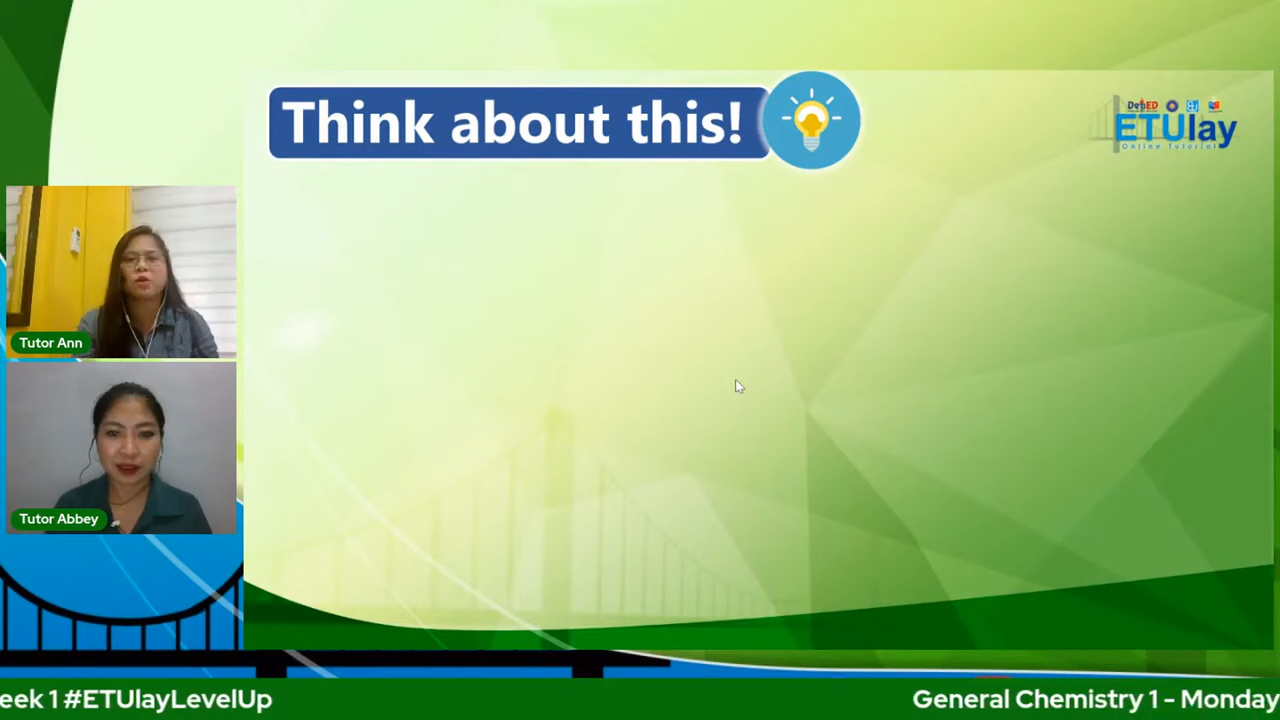 Think about this!
DepED
ETUlay
Online Tutorial
Tutor Ann
Tutor Abbey
eek 1 #ETUlayLevelUp
General Chemistry 1 - Monday